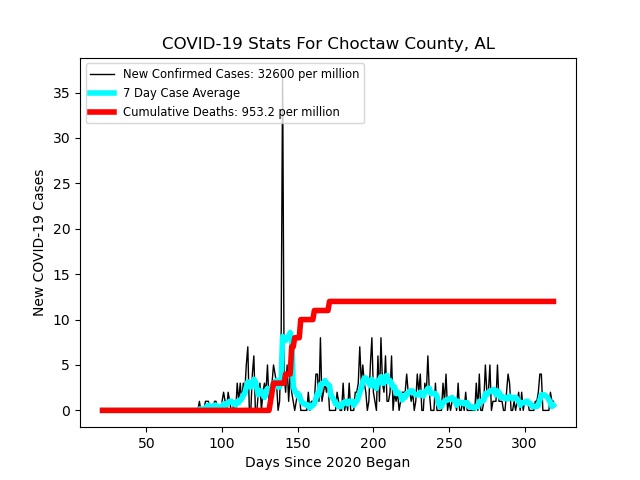 COVID-19 Stats For Choctaw County, AL
New Confirmed Cases: 32600 per million
7 Day Case Average
Cumulative Deaths: 953.2 per million
New COVID-19 Cases
35
30
25
20
15
10
5
0
50 100 150 200 250 300
Days Since 2020 Began